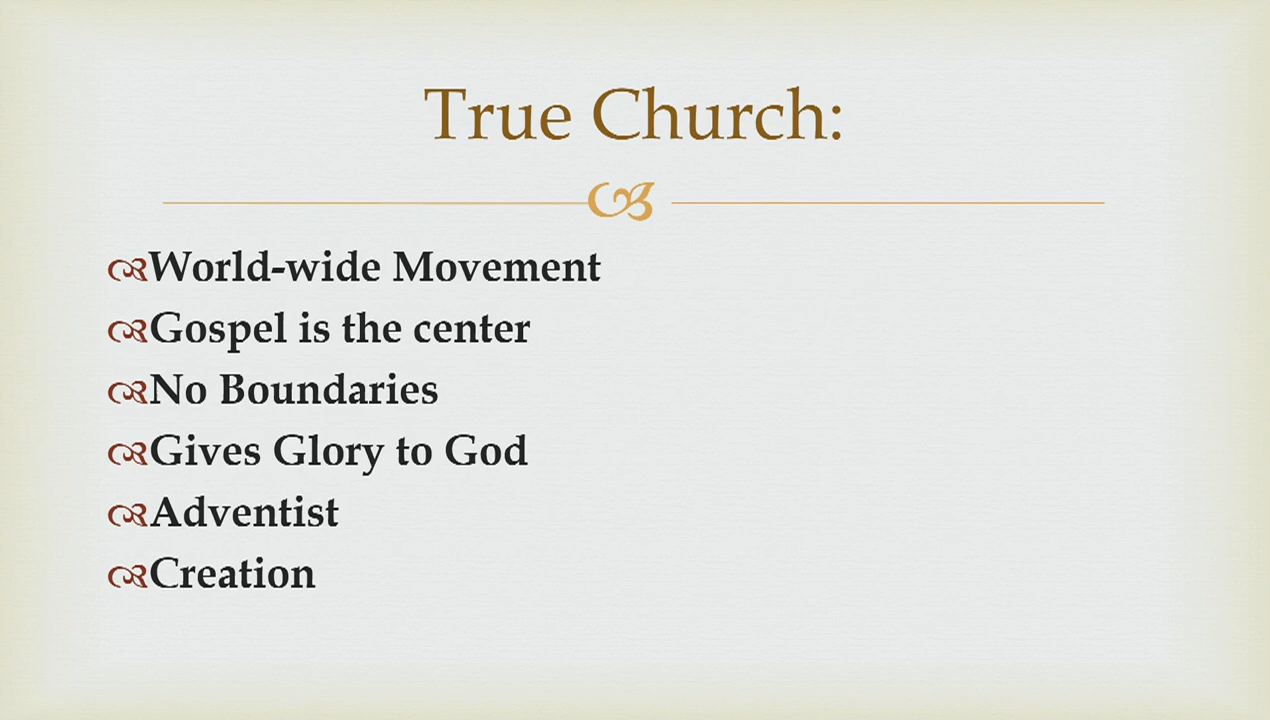 True Church:
World-wide Movement
Gospel is the center
No Boundaries
Gives Glory to God
Adventist
Creation